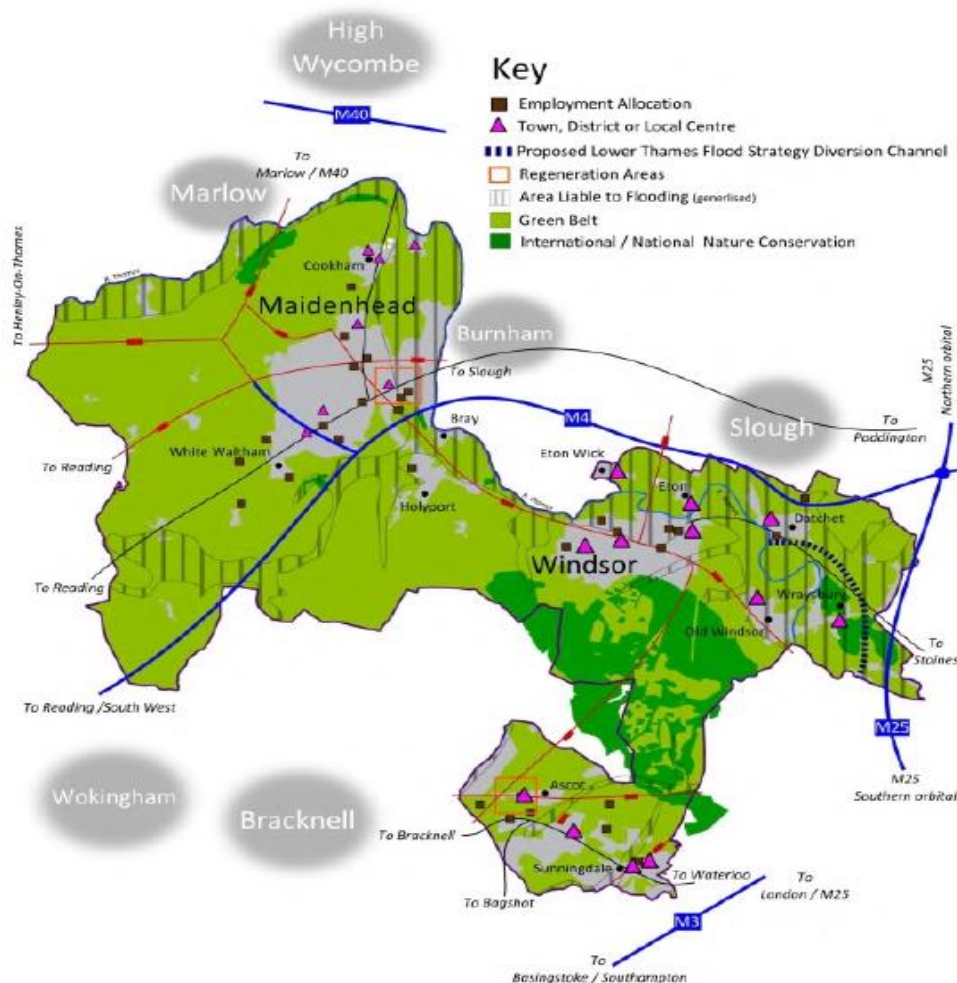 High
Wycombe
Key
Employment Allocation
Town, District or Local Centre
Proposed Lower Thames Flood Strategy Diversion Channel
Regeneration Areas
Area Liable to Flooding (generlised)
Green Belt
International / National Nature Conservation
M40
To
Marlow / M40
Marlow
To Henley-On-Thames
R. Thames
Cookham
Maidenhead
Burnham
To Slough
M25
Northern orbital
Bray
M4
Slough
To
Paddington
To Reading
White Waltham
Eton Wick
Eton
Holyport
R. Thames
Datchet
Windsor
To Reading
Wraysbury
Old Windsor
To
Staines
To Reading /South West
M25
M25
Southern orbital
Wokingham
Bracknell
Ascot
To Bracknell
Sunningdale
To Waterloo
To Bagshot
To
London / M25
M3
To
Basingstoke / Southampton